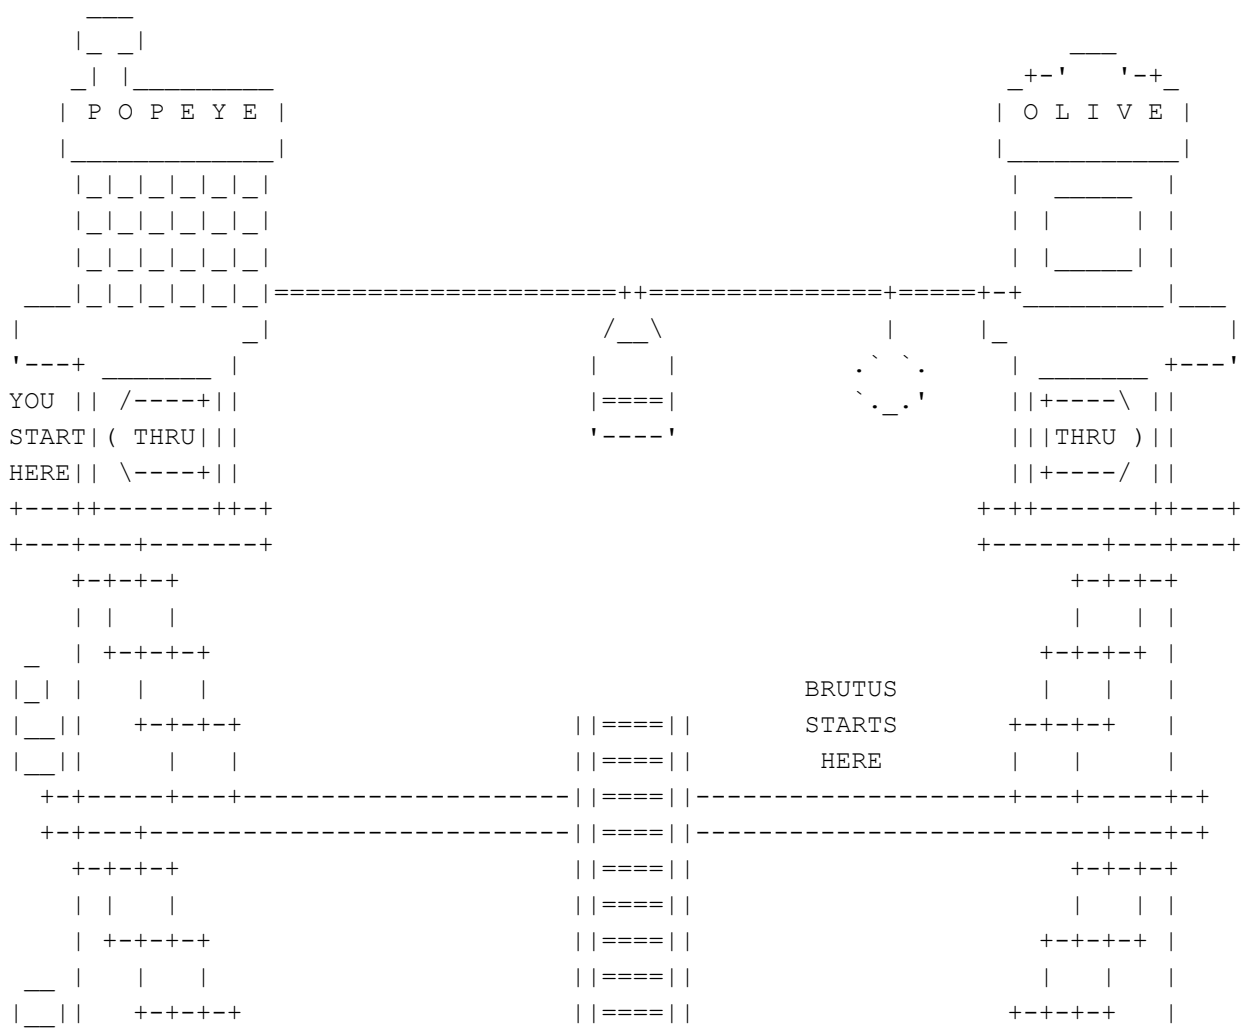 P O P E Y E
O L I V E
YOU
START
HERE
THRU
THRU
BRUTUS
STARTS
HERE